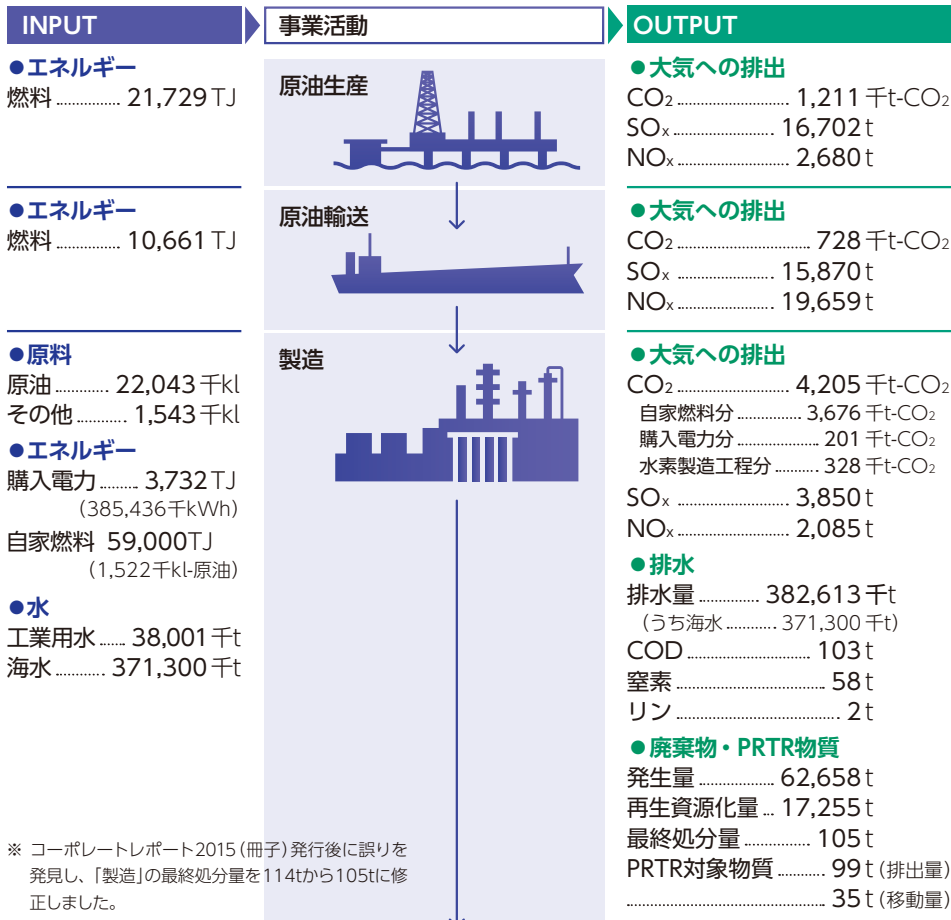 INPUT
事業活動
OUTPUT
●エネルギー
燃料 21,729 TJ
原油生産
●大気への排出
CO2 1,211 千t-CO2
SOx 16,702 t
NOx 2,680 t
●エネルギー
燃料 10,661 TJ
原油輸送
●大気への排出
CO2 728 千t-CO2
SOx 15,870 t
NOx 19,659 t
●原料
原油 22,043 千kl
その他 1,543 千kl
●エネルギー
購入電力 3,732 TJ
(385,436千kWh)
自家燃料 59,000TJ
(1,522千kl-原油)
●水
工業用水 38,001 千t
海水 371,300 千t
製造
●大気への排出
CO2 4,205 千t-CO2
自家燃料分 3,676 千t-CO2
購入電力分 201 千t-CO2
水素製造工程分 328 千t-CO2
SOx 3,850 t
NOx 2,085 t
●排水
排水量 382,613 千t
(うち海水 371,300 千t)
COD 103 t
窒素 58 t
リン 2 t
●廃棄物・PRTR物質
発生量 62,658 t
再生資源化量 17,255 t
最終処分量 105 t
PRTR対象物質 99 t (排出量)
35 t (移動量)
※ コーポレートレポート2015(冊子)発行後に誤りを
発見し、「製造」の最終処分量を114tから105tに修
正しました。